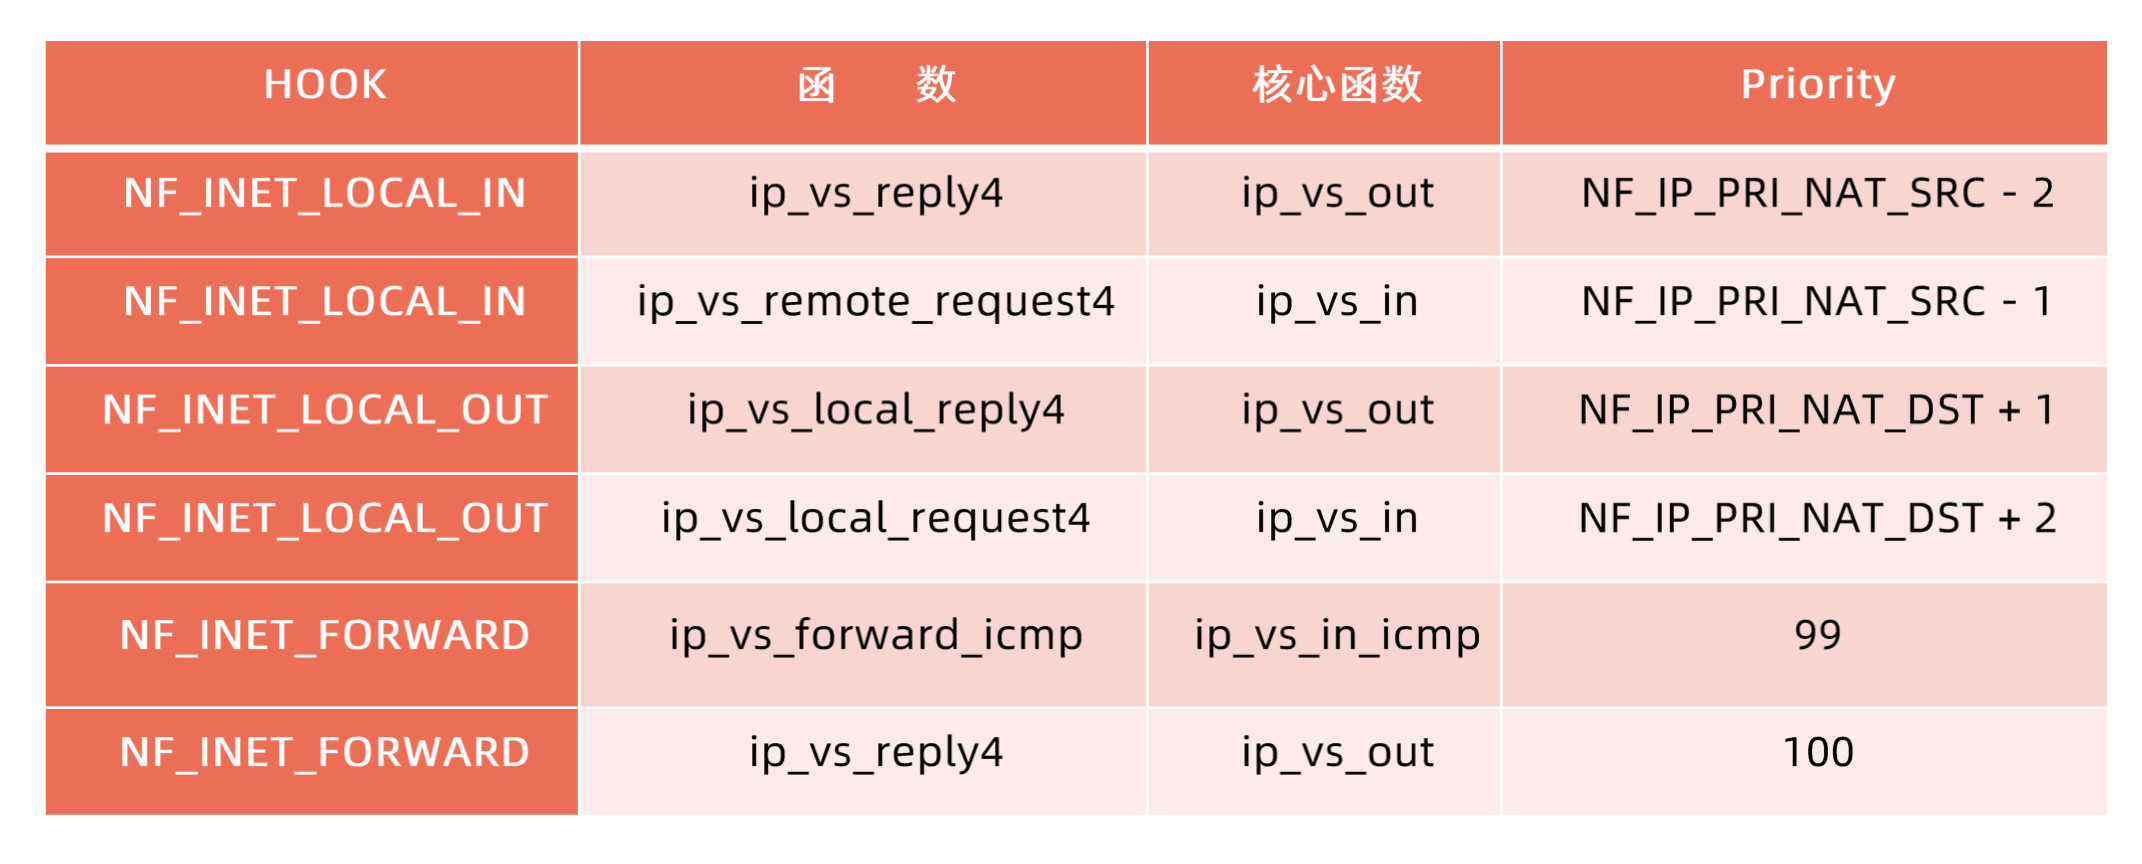 HOOK 函 数 核心函数 Priority
NF_INET_LOCAL_IN ip_vs_reply4 ip_vs_out NF_IP_PRI_NAT_SRC - 2
NF_INET_LOCAL_IN ip_vs_remote_request4 ip_vs_in NF_IP_PRI_NAT_SRC - 1
NF_INET_LOCAL_OUT ip_vs_local_reply4 ip_vs_out NF_IP_PRI_NAT_DST + 1
NF_INET_LOCAL_OUT ip_vs_local_request4 ip_vs_in NF_IP_PRI_NAT_DST + 2
NF_INET_FORWARD ip_vs_forward_icmp ip_vs_in_icmp 99
NF_INET_FORWARD ip_vs_reply4 ip_vs_out 100